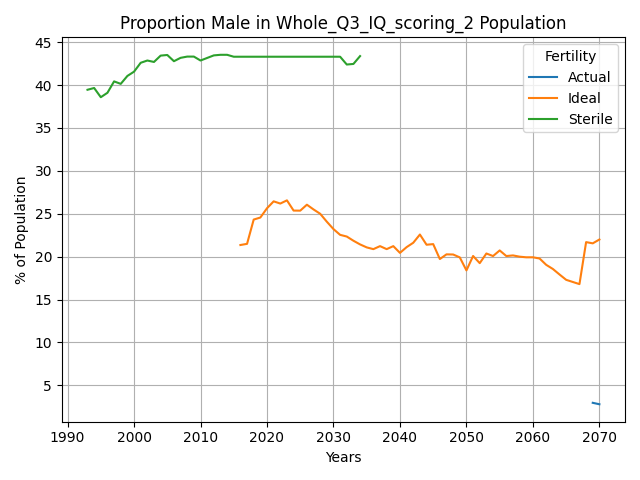 Proportion Male in Whole_Q3_IQ_scoring_2 Population
% of Population
45
40
35
30
25
20
15
10
5
Fertility
Actual
Ideal
Sterile
1990 2000 2010 2020 2030 2040 2050 2060 2070
Years